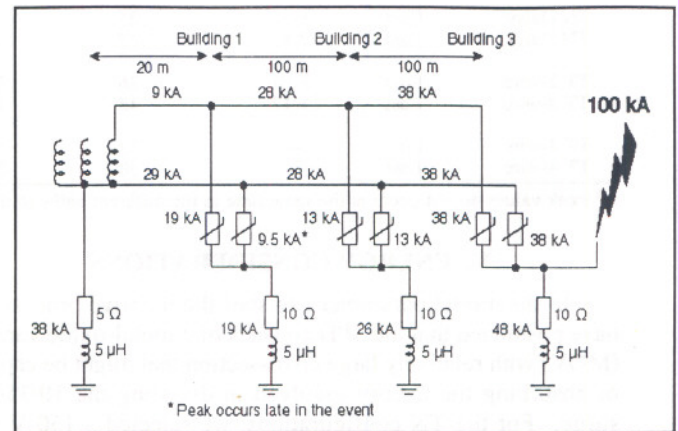 Building 1
Building 2
Building 3
20 m
100 m
100 m
9 kA
28 kA
38 kA
100 kA
29 kA
28 kA
38 kA
19 kA
9.5 kA*
13 kA
13 kA
38 kA
38 kA
5 Ω
38 kA
5 µH
10 Ω
19 kA
5 µH
10 Ω
26 kA
5 µH
10 Ω
48 kA
5 µH
*Peak occurs late in the event